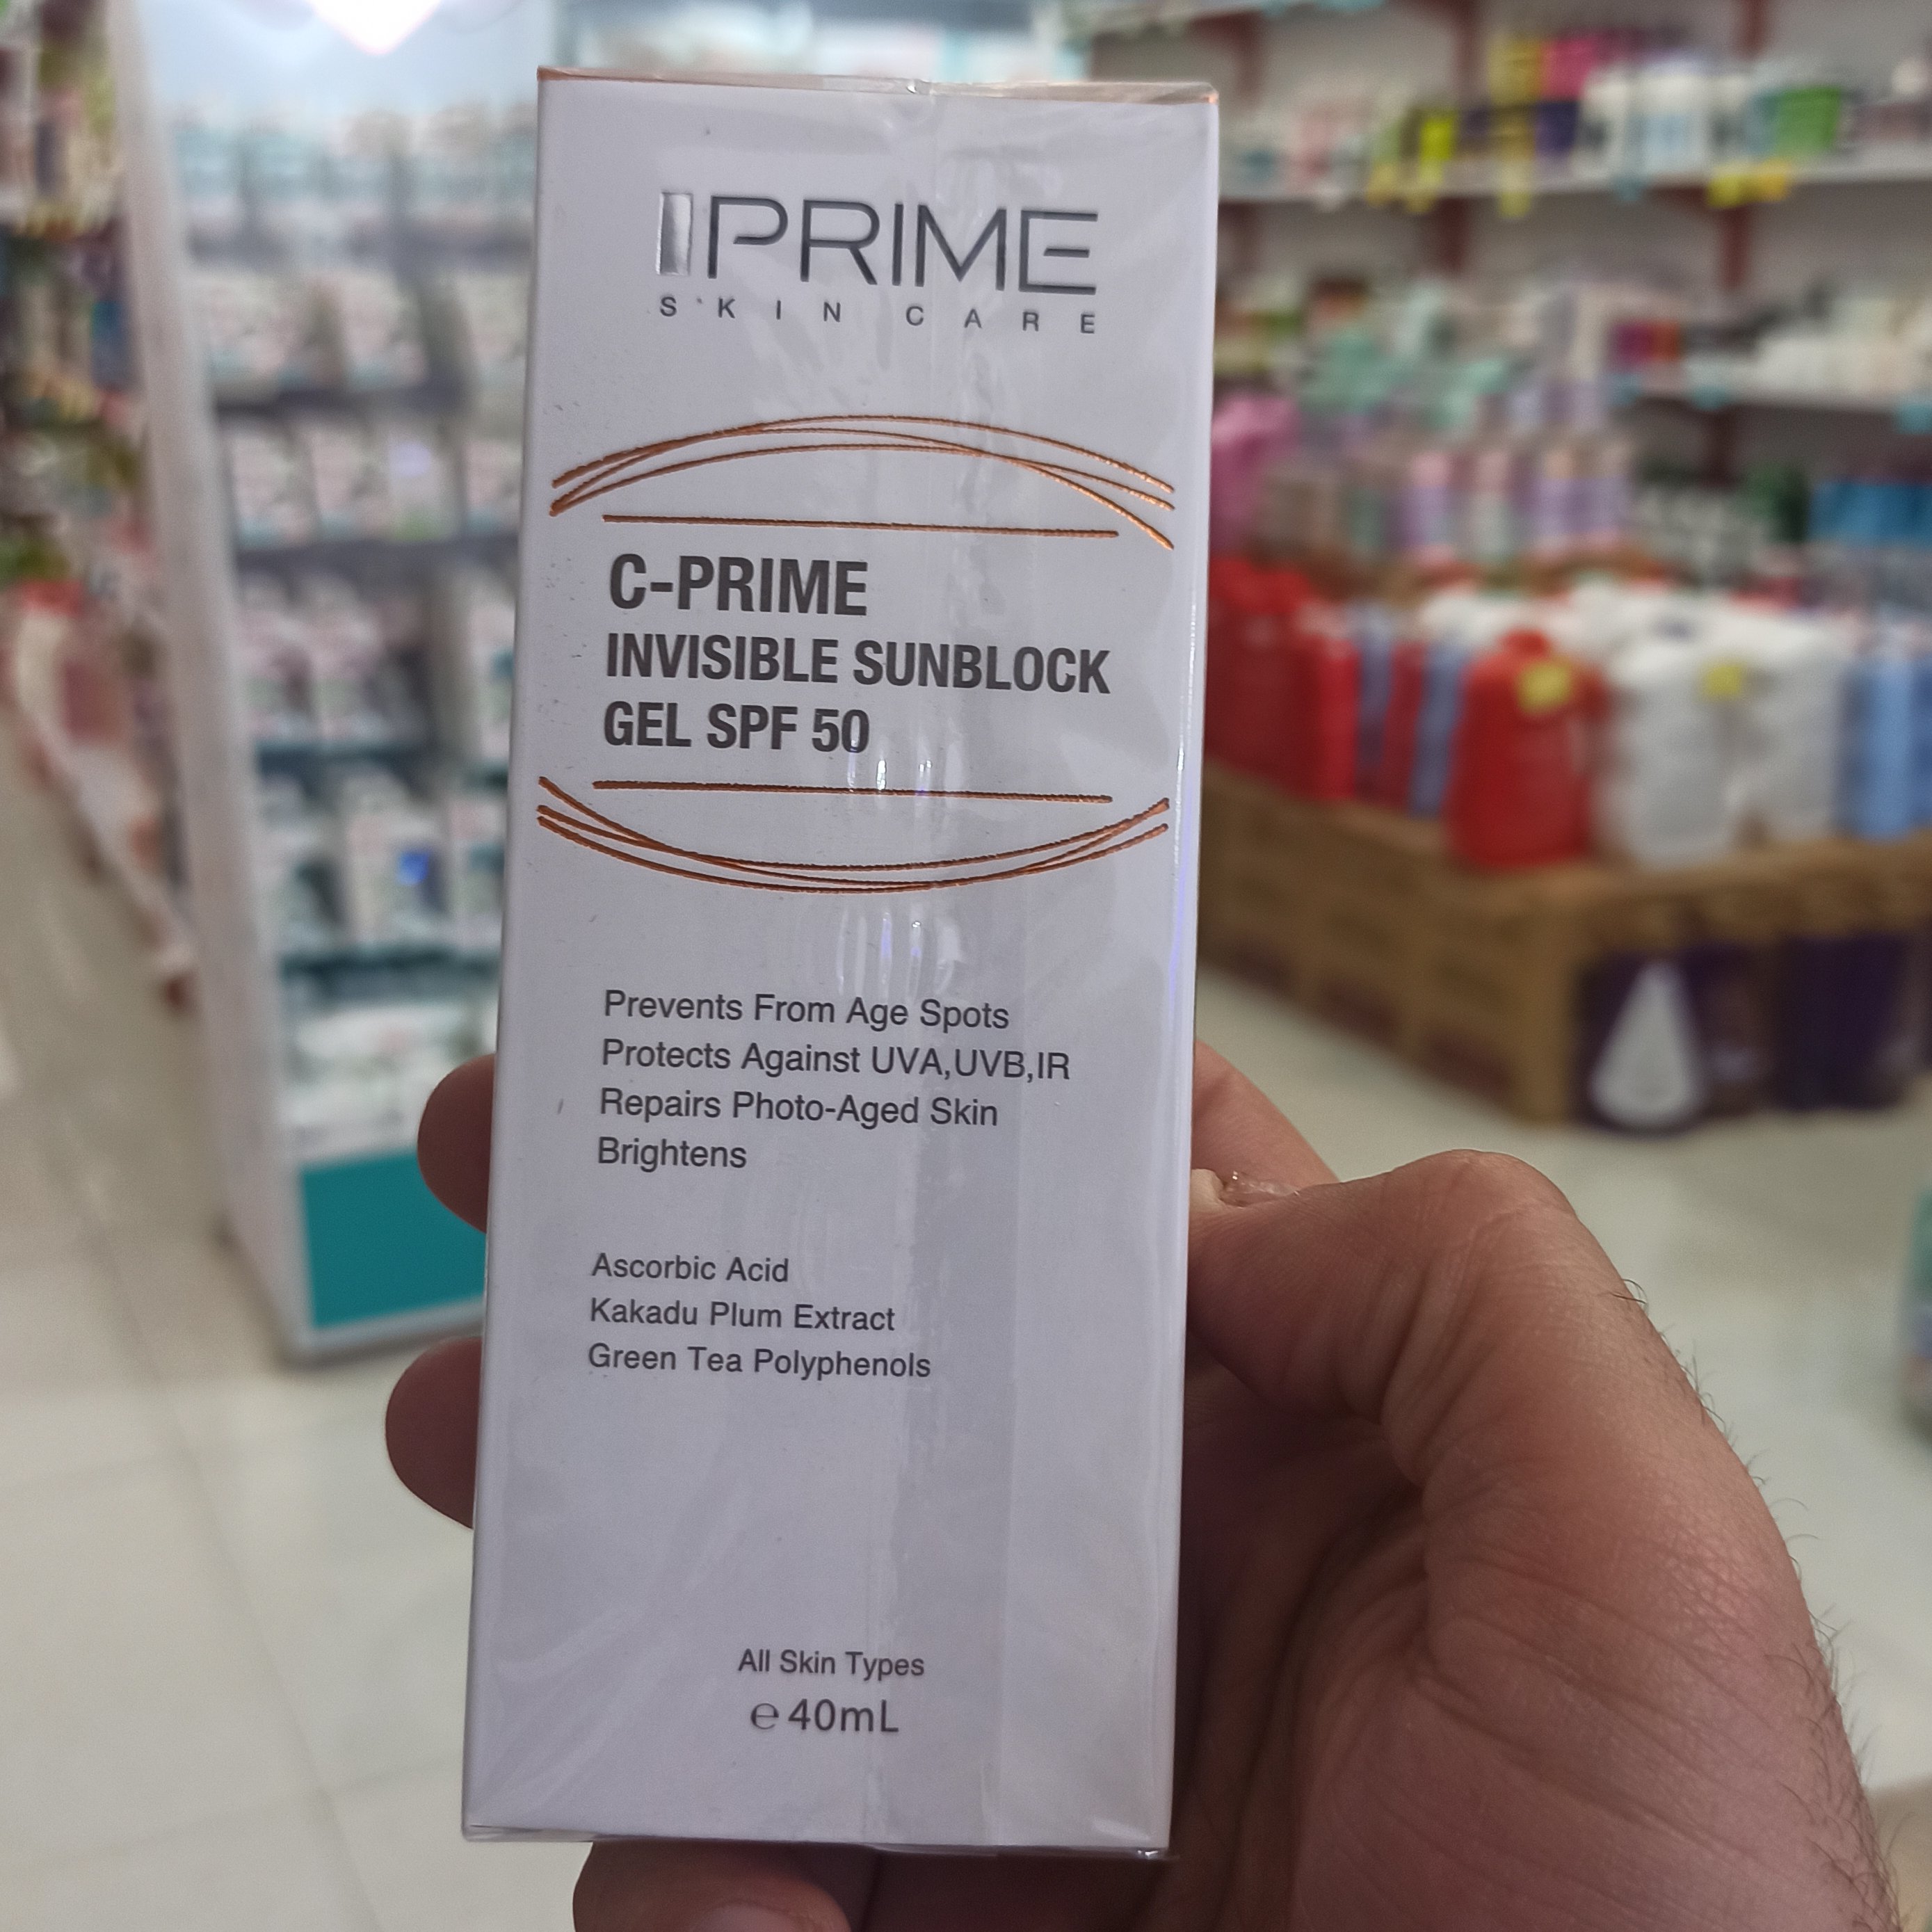 PRIME
SKIN CARE
C-PRIME
INVISIBLE SUNBLOCK
GEL SPF 50
Prevents From Age Spots
Protects Against UVA,UVB,IR
Repairs Photo-Aged Skin
Brightens
Ascorbic Acid
Kakadu Plum Extract
Green Tea Polyphenols
All Skin Types
℮ 40mL